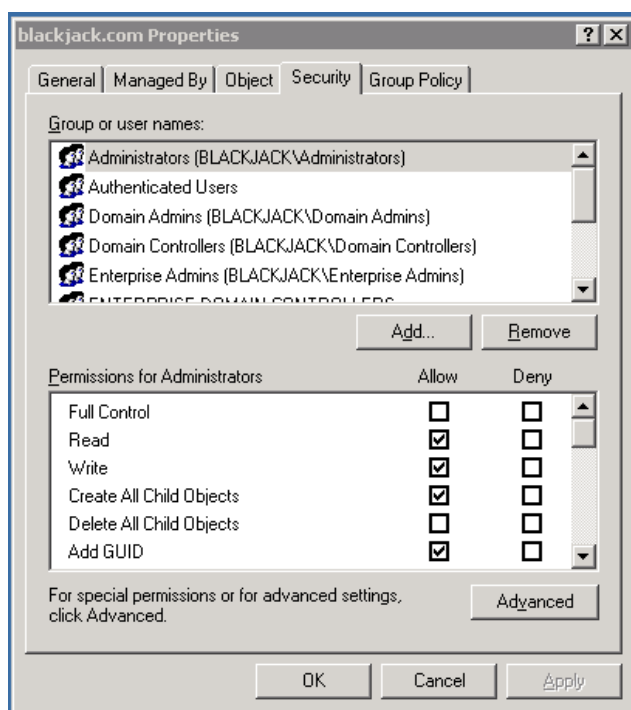 blackjack.com Properties
General Managed By Object Security Group Policy
Group or user names:
Administrators (BLACKJACK\Administrators)
Authenticated Users
Domain Admins (BLACKJACK\Domain Admins)
Domain Controllers (BLACKJACK\Domain Controllers)
Enterprise Admins (BLACKJACK\Enterprise Admins)
ENTERPRISE DOMAIN CONTROLLERS
Add... Remove
Permissions for Administrators Allow Deny
Full Control
Read
Write
Create All Child Objects
Delete All Child Objects
Add GUID
For special permissions or for advanced settings,
click Advanced.
Advanced
OK Cancel Apply